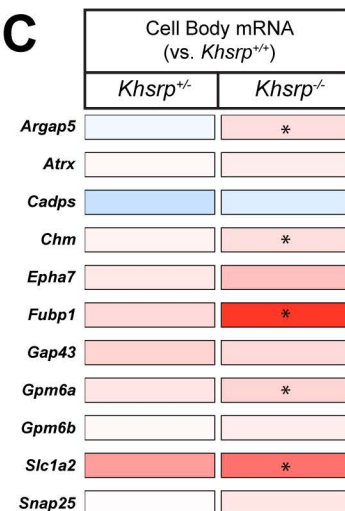 C
Cell Body mRNA
(vs. Khsrp+/+)
Khsrp+/- Khsrp-/-
Argap5 *
Atrx
Cadps
Chm *
Epha7
Fubp1 *
Gap43
Gpm6a *
Gpm6b
Slc1a2 *
Snap25